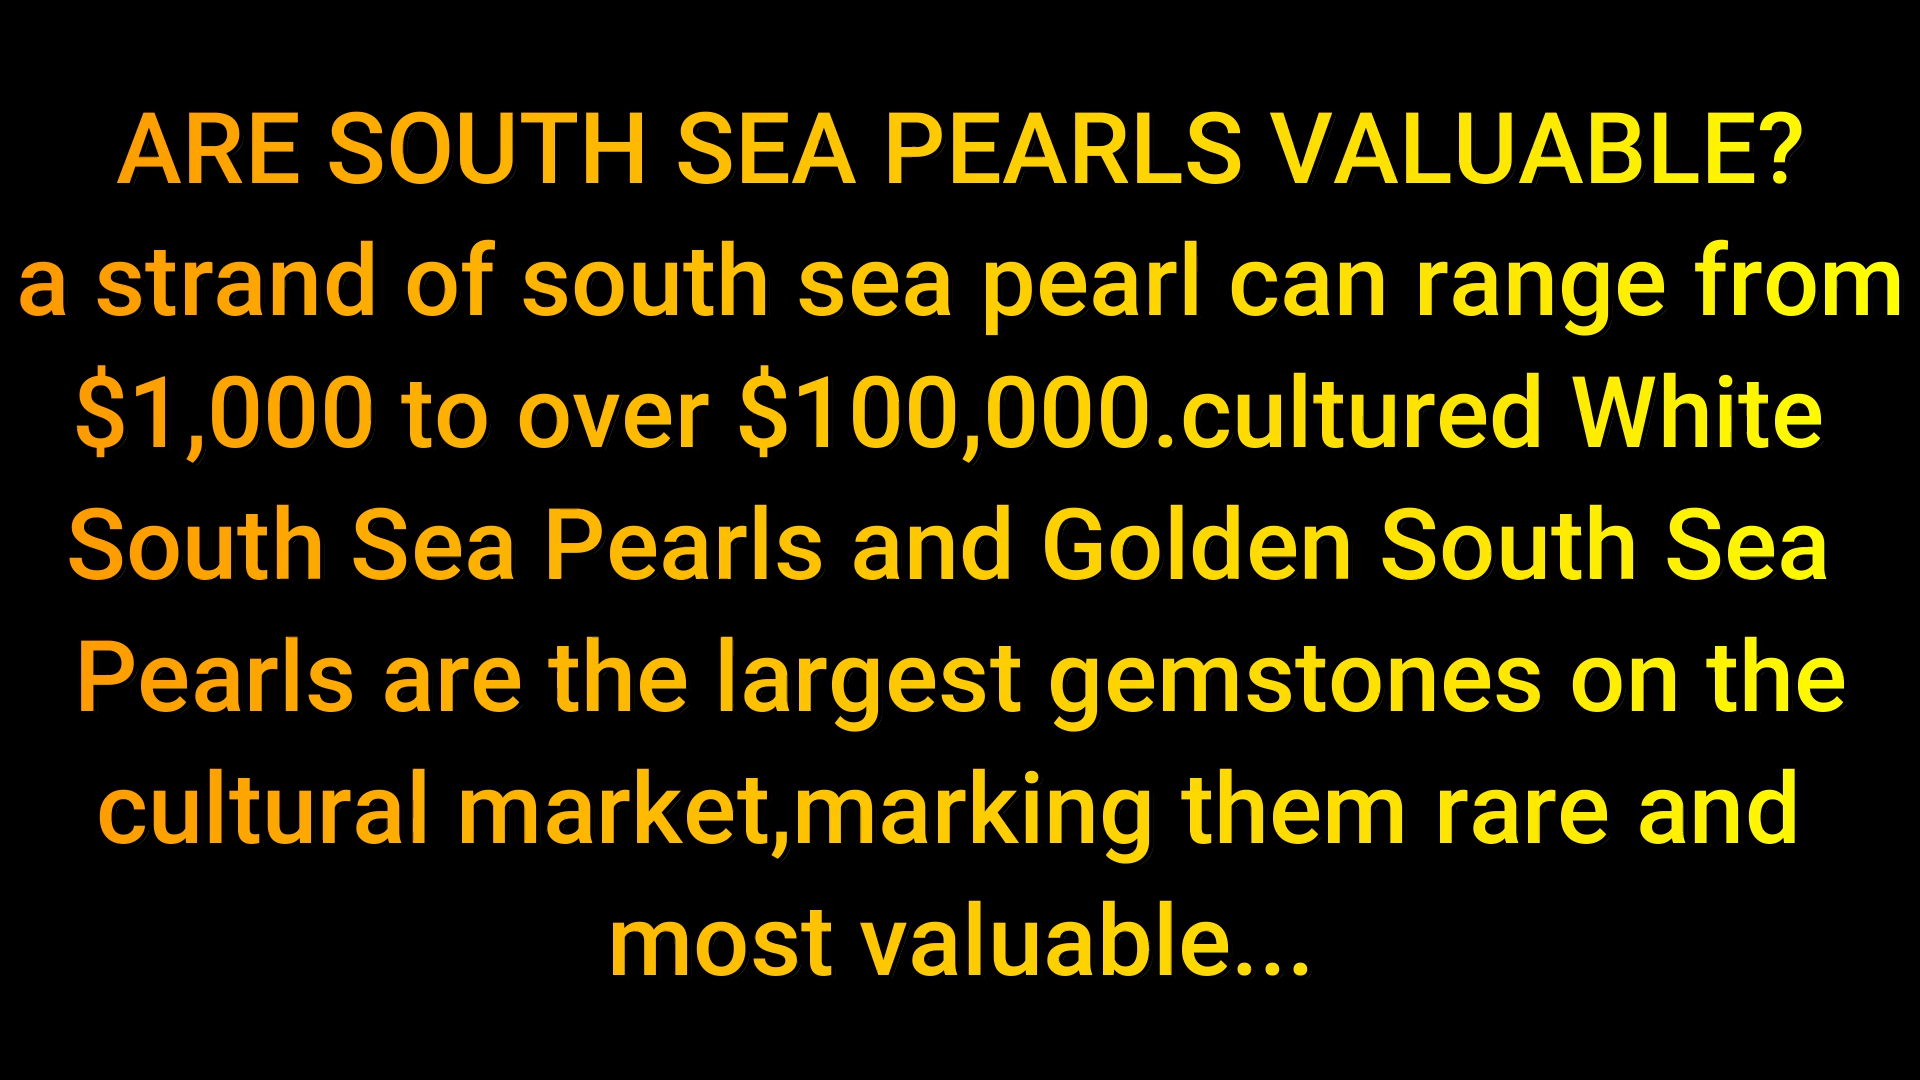 ARE SOUTH SEA PEARLS VALUABLE?
a strand of south sea pearl can range from
$1,000 to over $100,000.cultured White
South Sea Pearls and Golden South Sea
Pearls are the largest gemstones on the
cultural market,marking them rare and
most valuable...